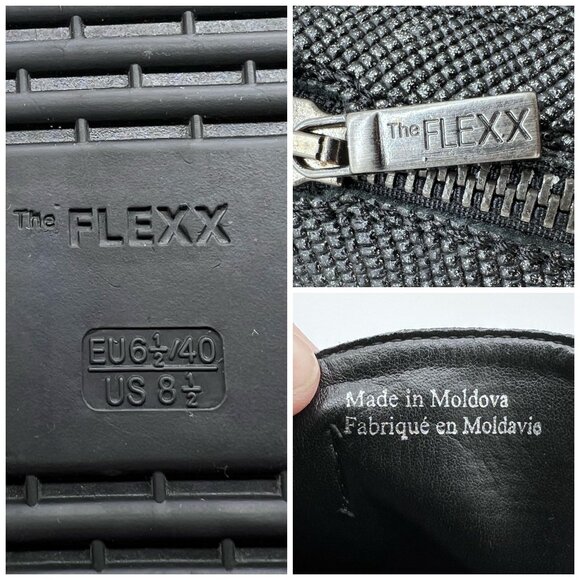 The FLEXX
EU6½/40
US 8½
The FLEXX
Made in Moldova
Fabriqué en Moldavie